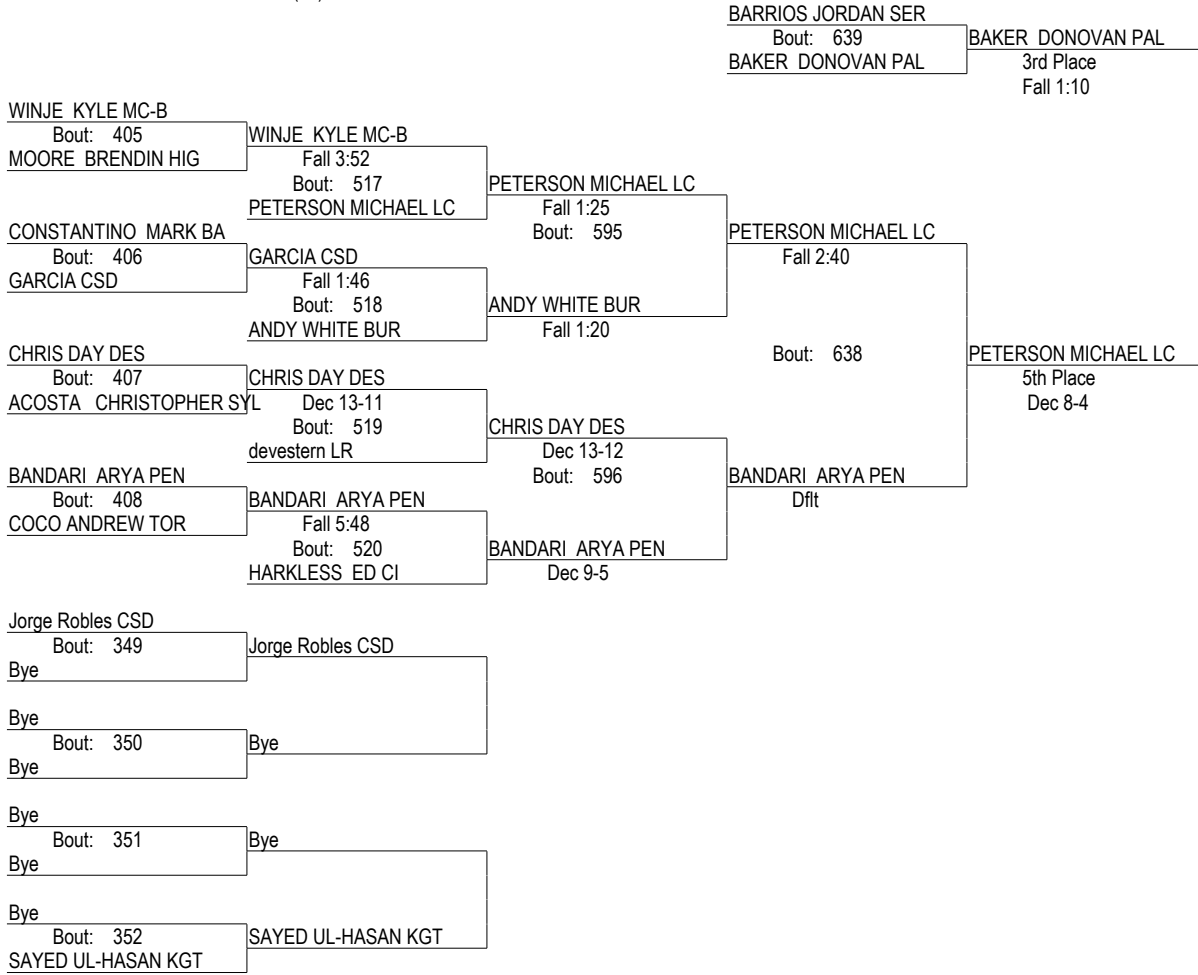 BARRIOS JORDAN SER
Bout: 639 BAKER DONOVAN PAL
BAKER DONOVAN PAL 3rd Place
Fall 1:10
WINJE KYLE MC-B
Bout: 405 WINJE KYLE MC-B
MOORE BRENDIN HIG Fall 3:52
Bout: 517 PETERSON MICHAEL LC
PETERSON MICHAEL LC Fall 1:25
CONSTANTINO MARK BA Bout: 595 PETERSON MICHAEL LC
Bout: 406 GARCIA CSD Fall 2:40
GARCIA CSD Fall 1:46
Bout: 518 ANDY WHITE BUR
ANDY WHITE BUR Fall 1:20
CHRIS DAY DES Bout: 638 PETERSON MICHAEL LC
Bout: 407 CHRIS DAY DES 5th Place
ACOSTA CHRISTOPHER SYL Dec 13-11 Dec 8-4
Bout: 519 CHRIS DAY DES
devestern LR Dec 13-12
BANDARI ARYA PEN Bout: 596 BANDARI ARYA PEN
Bout: 408 BANDARI ARYA PEN Dflt
COCO ANDREW TOR Fall 5:48
Bout: 520 BANDARI ARYA PEN
HARKLESS ED CI Dec 9-5
Jorge Robles CSD
Bout: 349 Jorge Robles CSD
Bye
Bye
Bout: 350 Bye
Bye
Bye
Bout: 351 Bye
Bye
Bye
Bout: 352 SAYED UL-HASAN KGT
SAYED UL-HASAN KGT